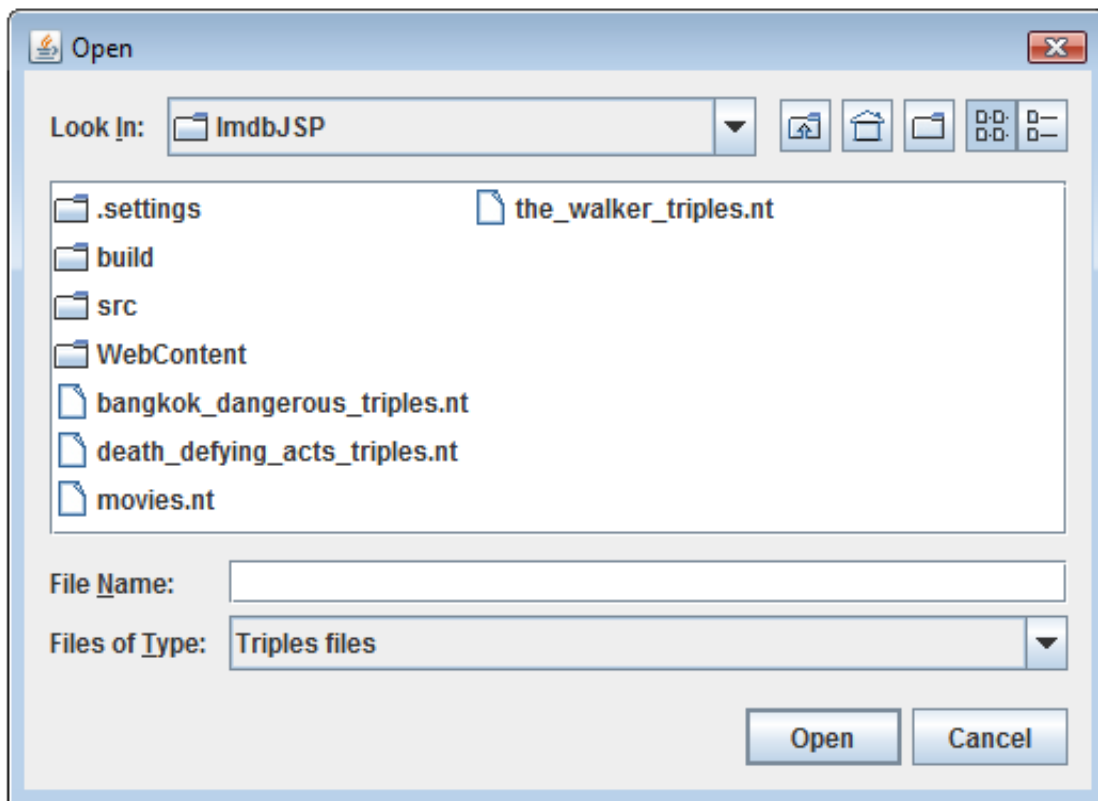 Open
Look In: ImdbJSP
.settings
build
src
WebContent
bangkok_dangerous_triples.nt
death_defying_acts_triples.nt
movies.nt
the_walker_triples.nt
File Name:
Files of Type: Triples files
Open Cancel